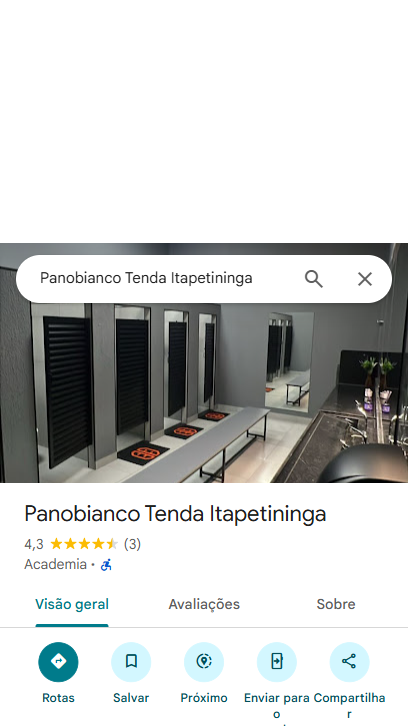 Panobianco Tenda Itapetininga
Panobianco Tenda Itapetininga
4,3 (3)
Academia ·
Visão geral Avaliações Sobre
Rotas Salvar Próximo Enviar para o Compartilhar